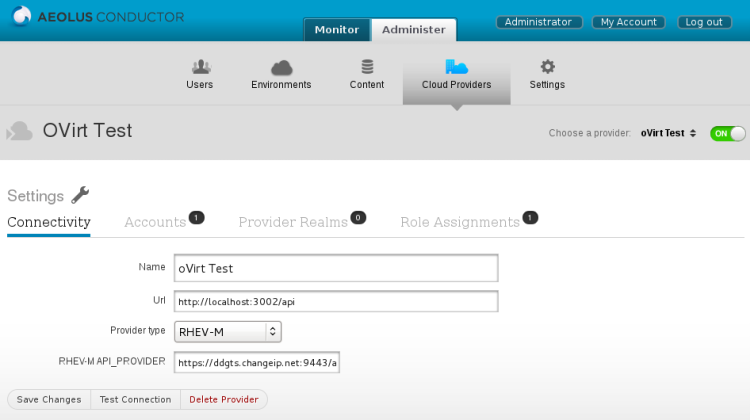 AEOLUS CONDUCTOR
Monitor Administer
Administrator My Account Log out
Users Environments Content Cloud Providers Settings
OVirt Test
Choose a provider: oVirt Test ON
Settings
Connectivity Accounts 1 Provider Realms 0 Role Assignments 1
Name oVirt Test
Url http://localhost:3002/api
Provider type RHEV-M
RHEV-M API_PROVIDER https://ddgts.changeip.net:9443/a
Save Changes Test Connection Delete Provider